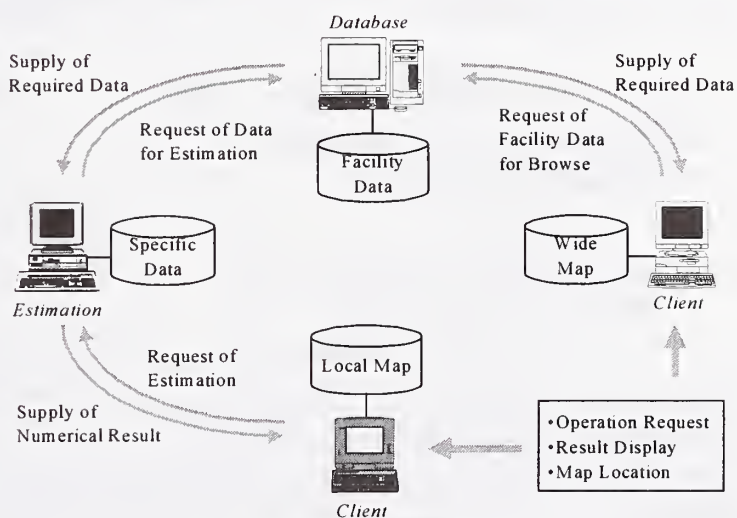 Database
Supply of
Required Data
Request of Data
for Estimation
Facility
Data
Supply of
Required Data
Request of
Facility Data
for Browse
Specific
Data
Estimation
Wide
Map
Client
Request of
Estimation
Supply of
Numerical Result
Local Map
Client
•Operation Request
•Result Display
•Map Location